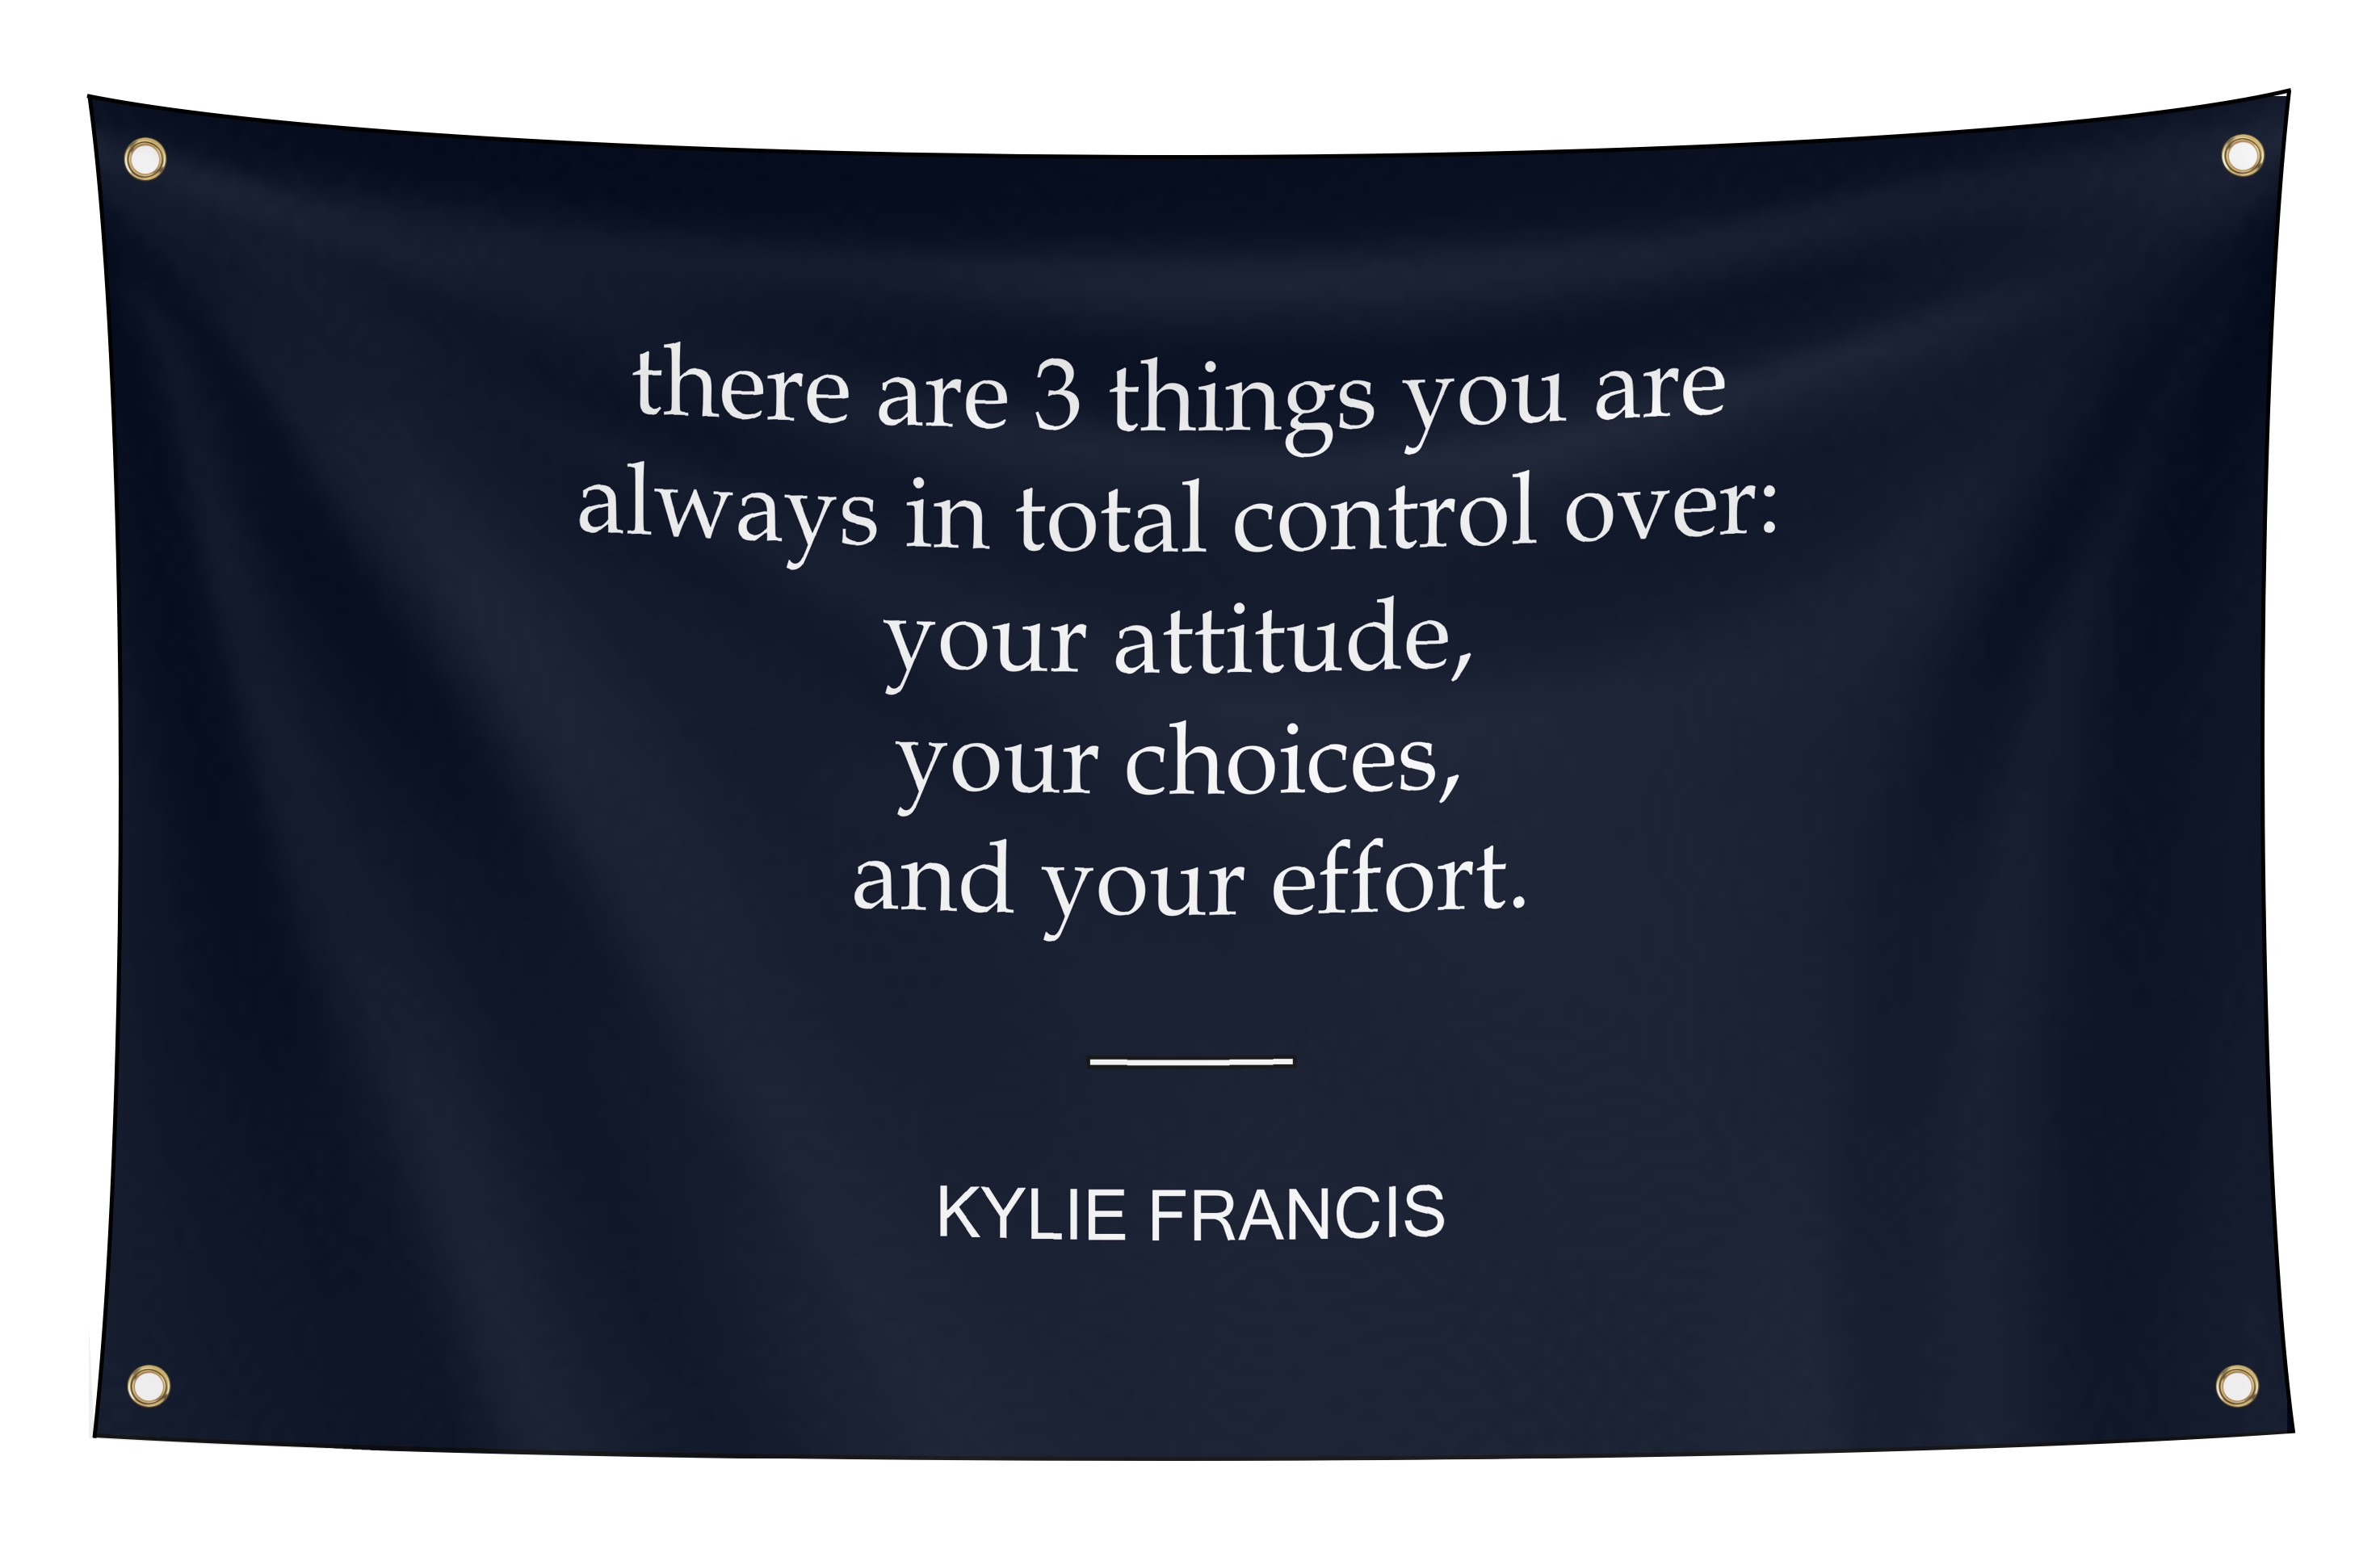 there are 3 things you are
always in total control over:
your attitude,
your choices,
and your effort.
KYLIE FRANCIS